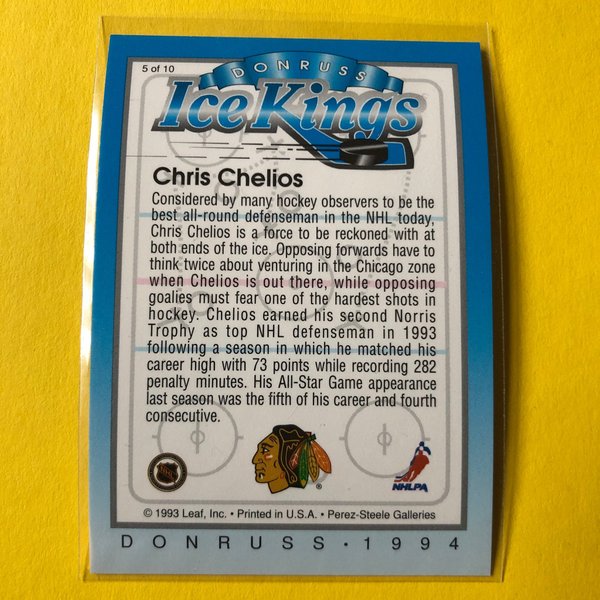 5 of 10
DONRUSS
Ice Kings
Chris Chelios
Considered by many hockey observers to be the
best all-round defenseman in the NHL today,
Chris Chelios is a force to be reckoned with at
both ends of the ice. Opposing forwards have to
think twice about venturing in the Chicago zone
when Chelios is out there, while opposing
goalies must fear one of the hardest shots in
hockey. Chelios earned his second Norris
Trophy as top NHL defenseman in 1993
following a season in which he matched his
career high with 73 points while recording 282
penalty minutes. His All-Star Game appearance
last season was the fifth of his career and fourth
consecutive.
®
NHLPA
© 1993 Leaf, Inc. • Printed in U.S.A. • Perez-Steele Galleries
DONRUSS • 1994